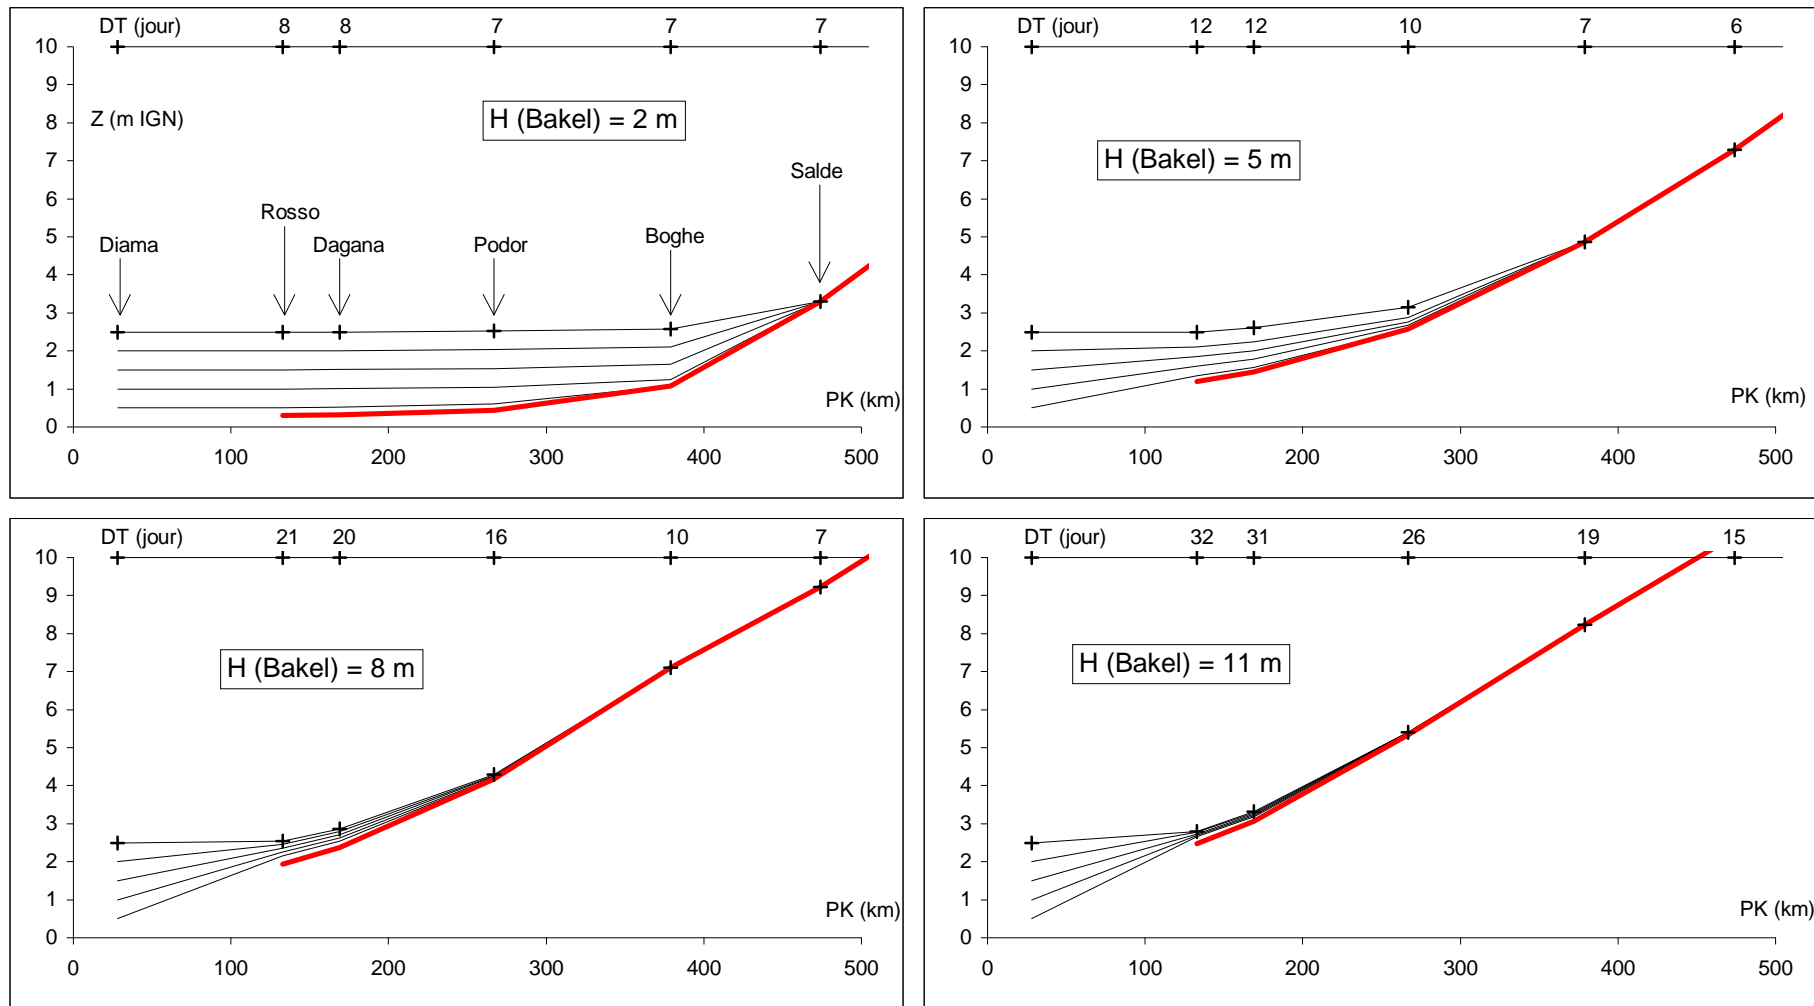 DT (jour) 8 8 7 7 7
10
9
Z (m IGN)
8
H (Bakel) = 2 m
7
Salde
6
Rosso
5
Diama Dagana Podor Boghe
4
3
2
1
PK (km)
0
0 100 200 300 400 500
DT (jour) 12 12 10 7 6
10
9
8
7
H (Bakel) = 5 m
6
5
4
3
2
1
PK (km)
0
0 100 200 300 400 500
DT (jour) 21 20 16 10 7
10
9
8
7
H (Bakel) = 8 m
6
5
4
3
2
1
PK (km)
0
0 100 200 300 400 500
DT (jour) 32 31 26 19 15
10
9
8
7
H (Bakel) = 11 m
6
5
4
3
2
1
PK (km)
0
0 100 200 300 400 500